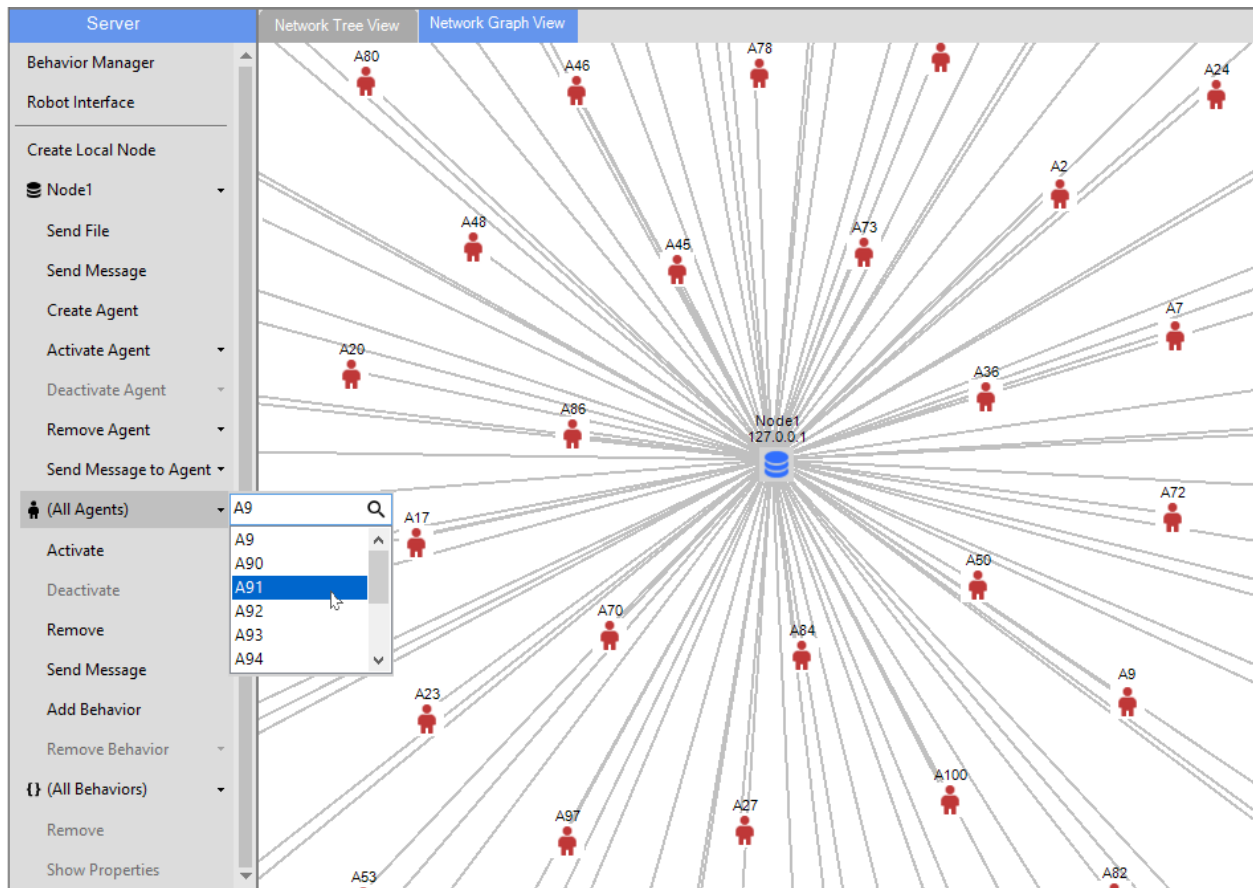 Server
Network Tree View
Network Graph View
Behavior Manager
Robot Interface
Create Local Node
Node1
Send File
Send Message
Create Agent
Activate Agent
Deactivate Agent
Remove Agent
Send Message to Agent
(All Agents)
A9
A9
A90
A91
A92
A93
A94
Activate
Deactivate
Remove
Send Message
Add Behavior
Remove Behavior
{} (All Behaviors)
Remove
Show Properties
A80
A46
A78
A24
A2
A48
A45
A73
A7
A20
A36
A86
Node1
127.0.0.1
A17
A72
A50
A70
A84
A23
A9
A100
A97
A27
A53
A82